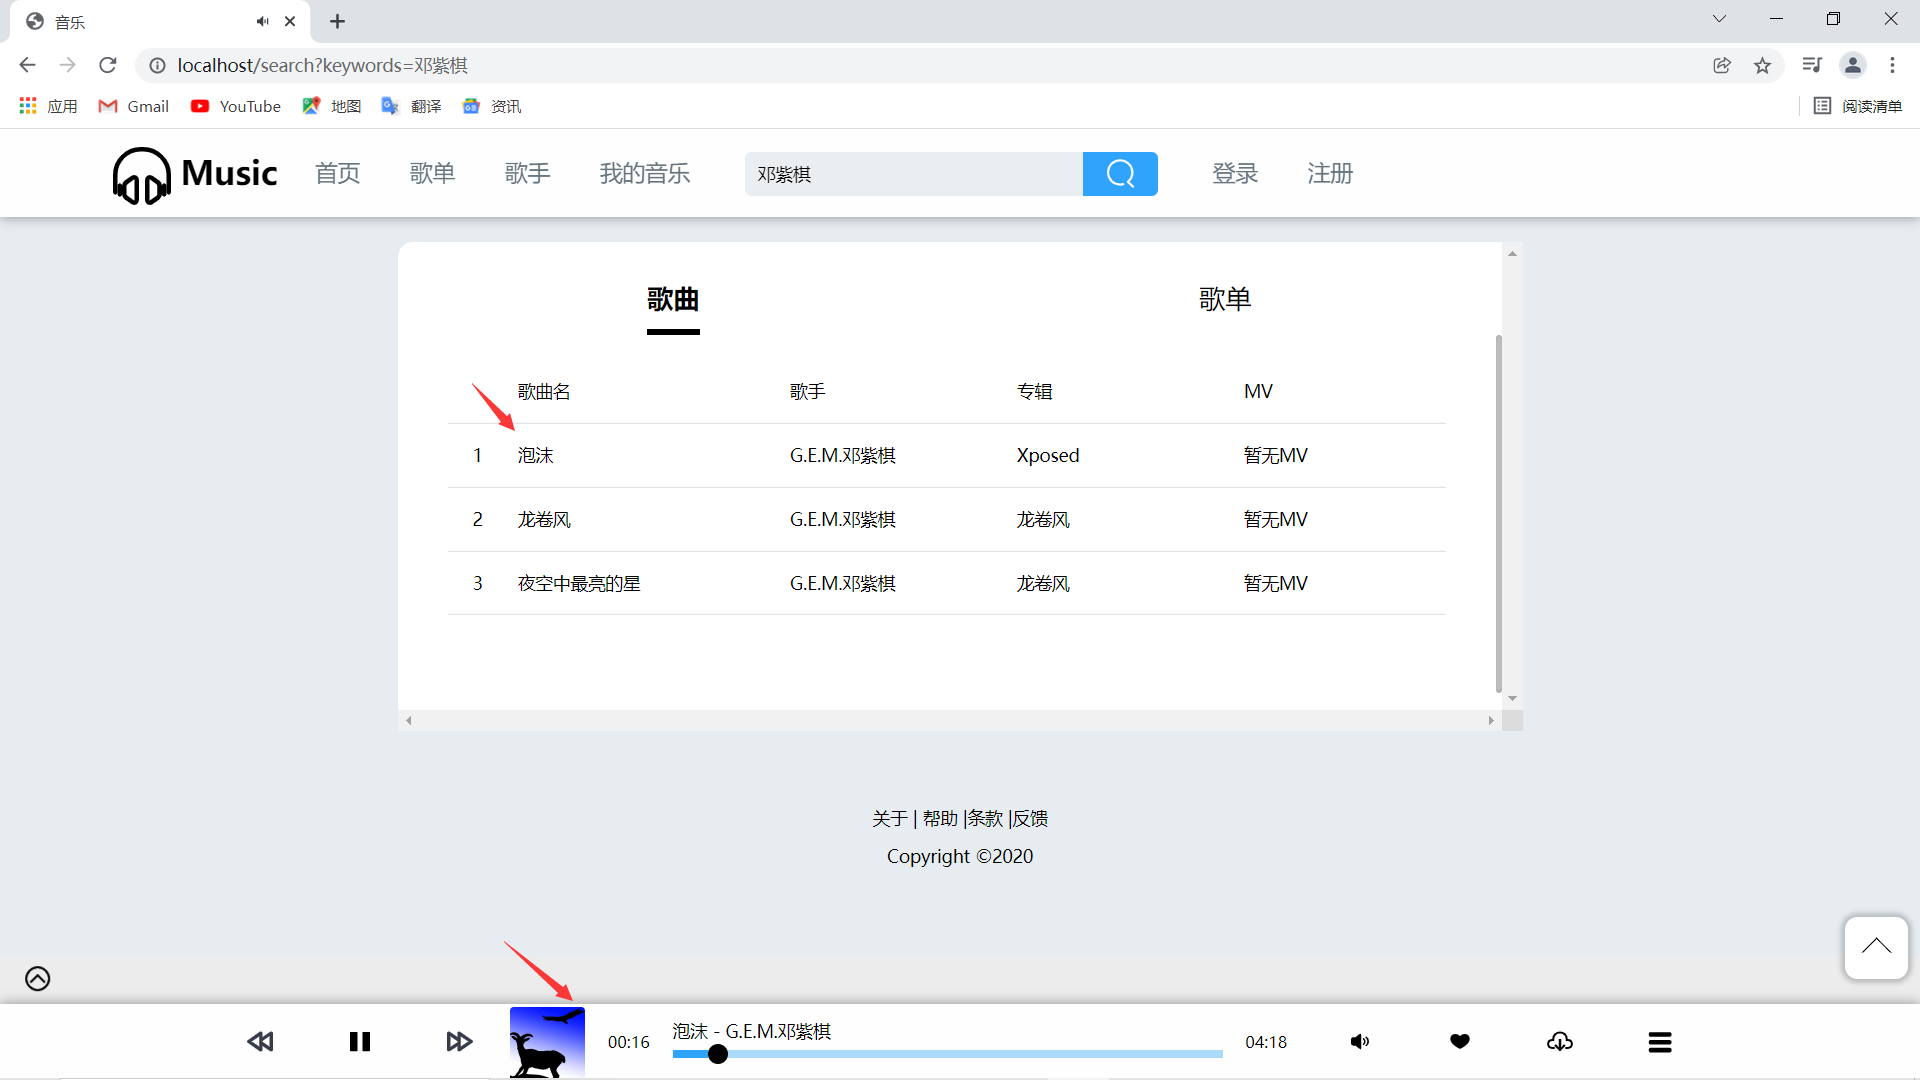 音乐
localhost/search?keywords=邓紫棋
应用 Gmail YouTube 地图 翻译 资讯 阅读清单
Music 首页 歌单 歌手 我的音乐 邓紫棋 登录 注册
歌曲 歌单
歌曲名 歌手 专辑 MV
1 泡沫 G.E.M.邓紫棋 Xposed 暂无MV
2 龙卷风 G.E.M.邓紫棋 龙卷风 暂无MV
3 夜空中最亮的星 G.E.M.邓紫棋 龙卷风 暂无MV
关于 | 帮助 |条款 |反馈
Copyright ©2020
泡沫 - G.E.M.邓紫棋
00:16 04:18